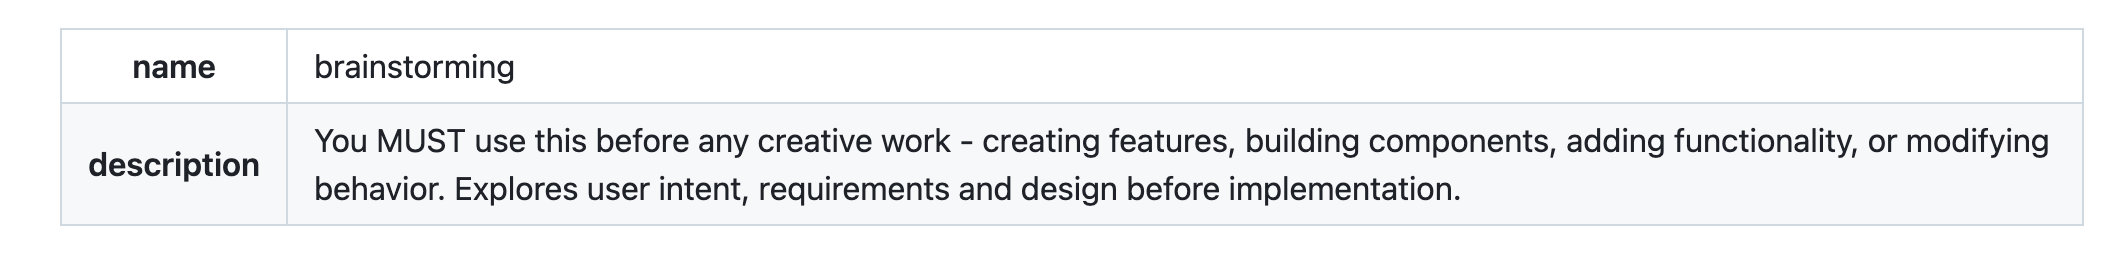 name
brainstorming
description
You MUST use this before any creative work - creating features, building components, adding functionality, or modifying
behavior. Explores user intent, requirements and design before implementation.